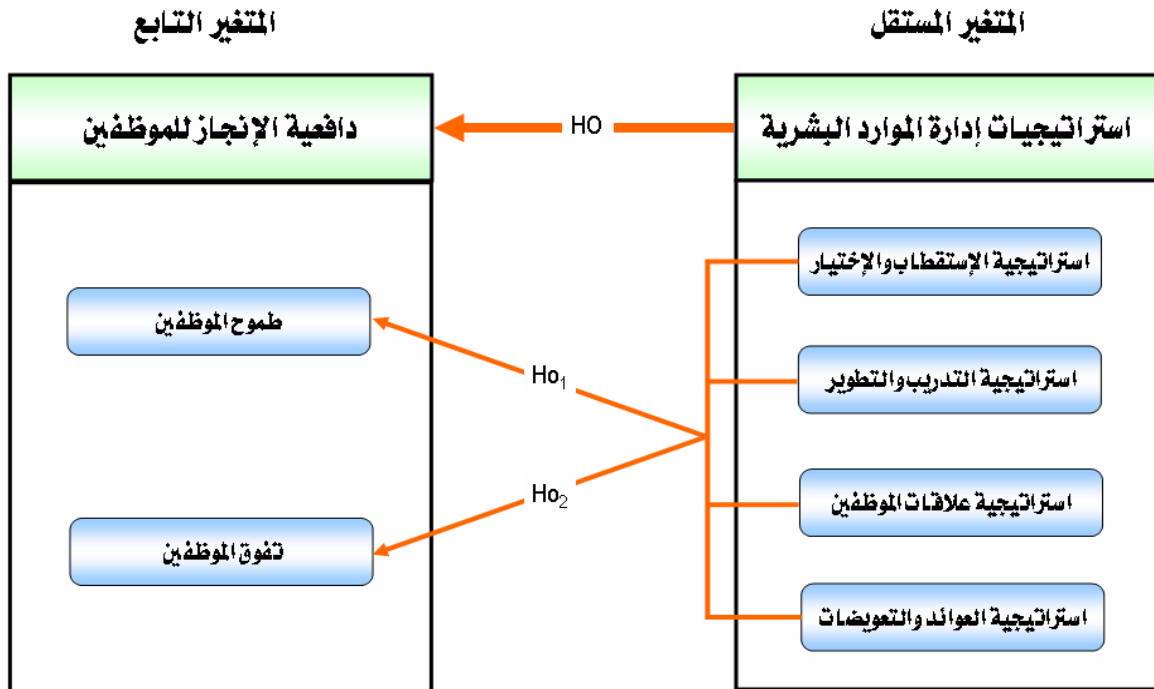 المتغير المستقل
المتغير التابع
استراتيجيات إدارة الموارد البشرية
HO
دافعية الإنجاز للموظفين
استراتيجية الإستقطاب والإختيار
استراتيجية التدريب والتطوير
استراتيجية علاقات الموظفين
استراتيجية العوائد والتعويضات
Ho1
Ho2
طموح الموظفين
تفوق الموظفين